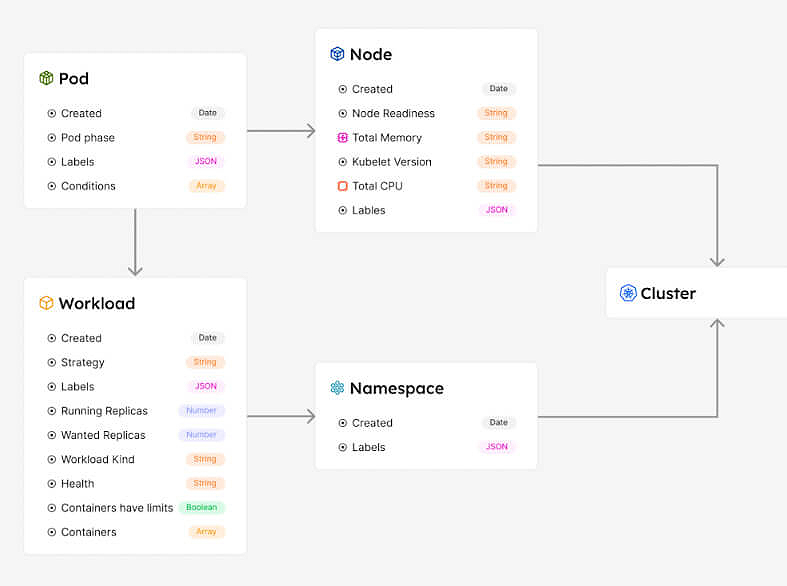 Pod
Created Date
Pod phase String
Labels JSON
Conditions Array
Node
Created Date
Node Readiness String
Total Memory String
Kubelet Version String
Total CPU String
Lables JSON
Workload
Created Date
Strategy String
Labels JSON
Running Replicas Number
Wanted Replicas Number
Workload Kind String
Health String
Containers have limits Boolean
Containers Array
Namespace
Created Date
Labels JSON
Cluster